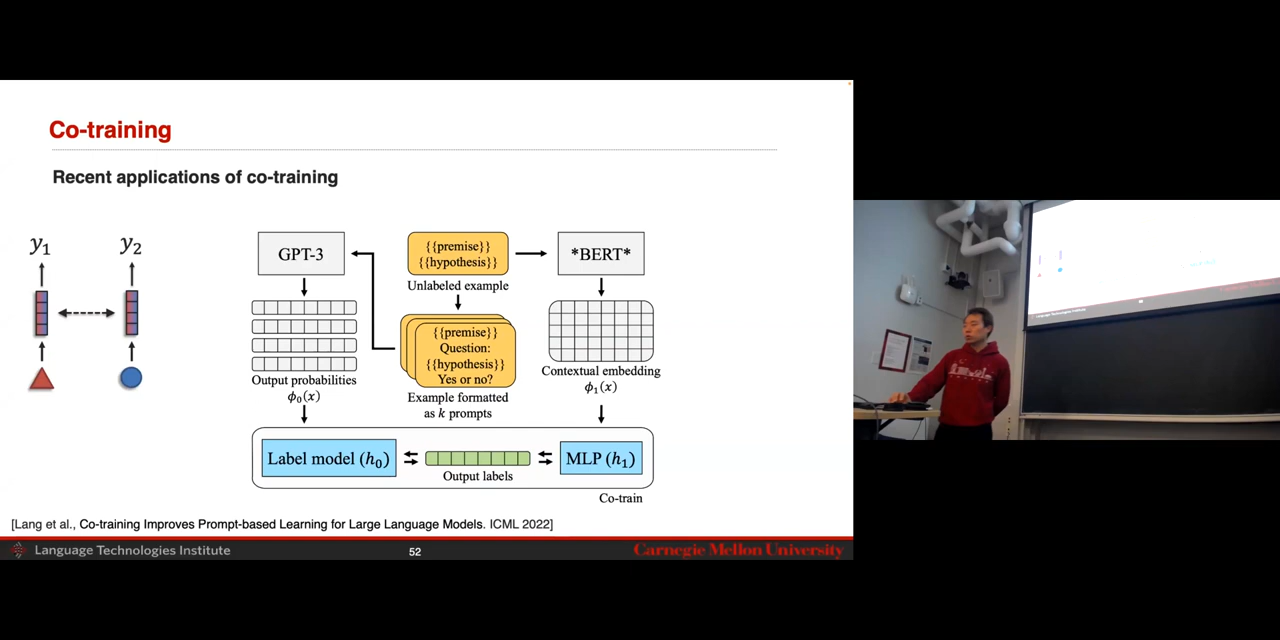 Co-training
Recent applications of co-training
y₁
y₂
GPT-3
{{premise}}
{{hypothesis}}
*BERT*
Unlabeled example
{{premise}}
Question:
{{hypothesis}}
Yes or no?
Output probabilities
ϕ₀(x)
Contextual embedding
ϕ₁(x)
Example formatted
as k prompts
Label model (h₀)
MLP (h₁)
Output labels
Co-train
[Lang et al., Co-training Improves Prompt-based Learning for Large Language Models. ICML 2022]
Language Technologies Institute
52
Carnegie Mellon University